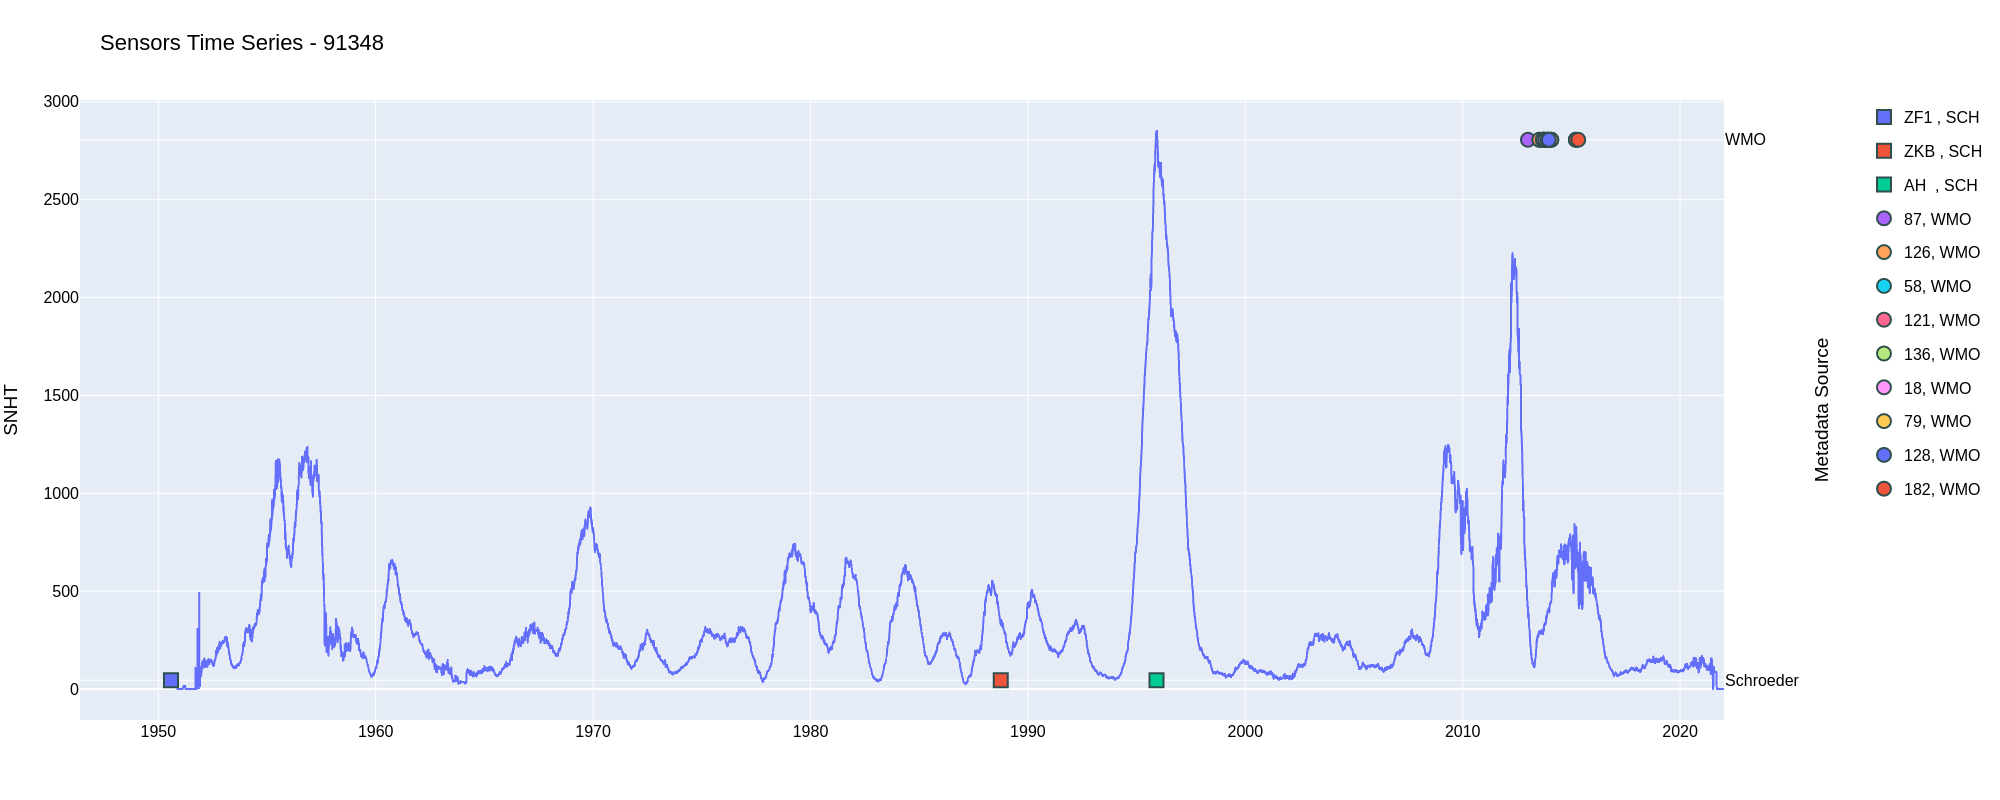 Sensors Time Series - 91348
3000
2500
2000
1500
1000
500
0
SNHT
1950
1960
1970
1980
1990
2000
2010
2020
WMO
Schroeder
Metadata Source
ZF1 , SCH
ZKB , SCH
AH  , SCH
87, WMO
126, WMO
58, WMO
121, WMO
136, WMO
18, WMO
79, WMO
128, WMO
182, WMO